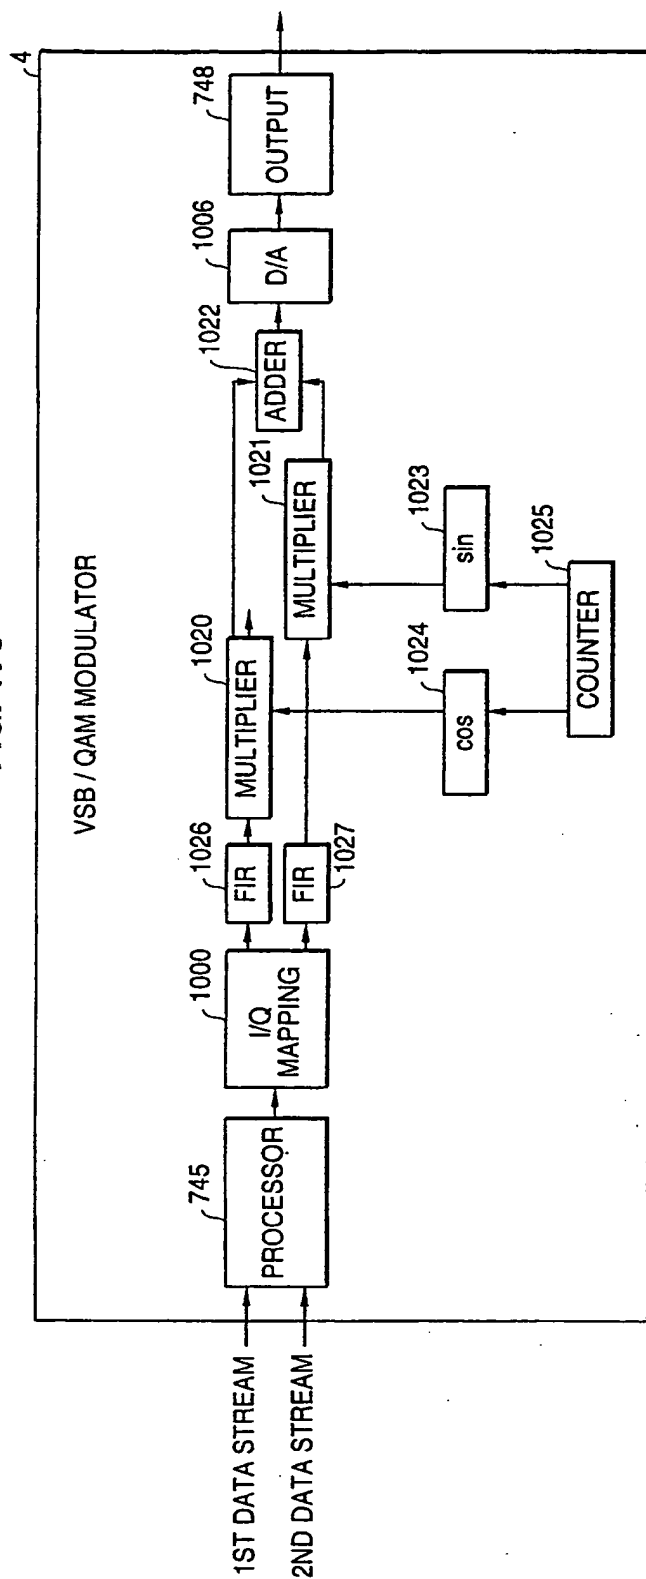 VSB / QAM MODULATOR
4
1ST DATA STREAM
2ND DATA STREAM
745
PROCESSOR
1000
I/Q
MAPPING
1026
FIR
FIR
1027
1020
MULTIPLIER
1021
MULTIPLIER
1022
ADDER
1006
D/A
748
OUTPUT
1024
cos
1023
sin
1025
COUNTER